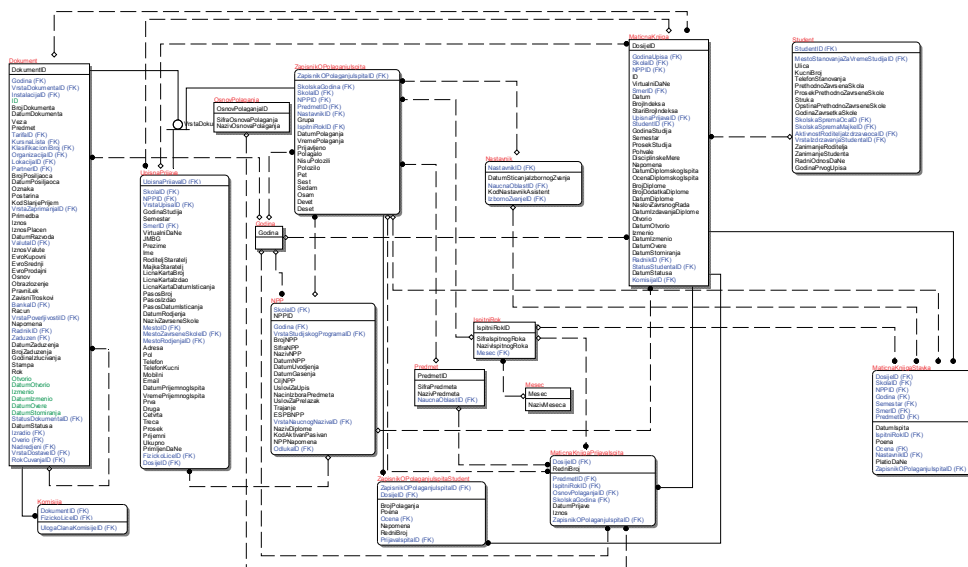 Dokument
DokumentID
Godina (FK)
VrstaDokumentaID (FK)
InstalacijaID (FK)
ID
BrojDokumenta
DatumDokumenta
Veza
Predmet
TarifaID (FK)
KursnaLista (FK)
KlasifikacioniBroj (FK)
OrganizacijaID (FK)
LokacijaID (FK)
PartnerID (FK)
BrojPosiljaoca
DatumPosiljaoca
Oznaka
Postarina
KodSlanjePrijem
VrstaZaprimanjaID (FK)
Primedba
Iznos
IznosPlacen
DatumRazvoda
ValutaID (FK)
IznosValute
EvroKupovni
EvroSrednji
EvroProdajni
Osnov
Obrazlozenje
PravniLek
ZavisniTroskovi
BankaID (FK)
Racun
VrstaPoverljivostiID (FK)
Napomena
RadnikID (FK)
Zaduzen (FK)
DatumZaduzenja
BrojZaduzenja
GodinaIzlucivanja
Stampa
Rok
Otvorio
DatumOtvorio
Izmenio
DatumIzmenio
DatumOvere
DatumStorniranja
StatusDokumentaID (FK)
DatumStatusa
Izradio (FK)
Overio (FK)
Nadredjeni (FK)
VrstaDostaveID (FK)
RokCuvanjaID (FK)
Komisija
DokumentID (FK)
FizickoLiceID (FK)
UlogaClanaKomisijeID (FK)
VrstaDoku
UpisnaPrijava
UpisnaPrijavaID
SkolaID (FK)
NPPID (FK)
VrstaUpisaID (FK)
GodinaStudija
Semestar
SmerID (FK)
VirtualniDaNe
JMBG
Prezime
Ime
RoditeljStaratelj
MajkaStaratelj
LicnaKartaBroj
LicnaKartaIzdao
LicnaKartaDatumIsticanja
PasosBroj
PasosIzdao
PasosDatumIsticanja
DatumRodjenja
NazivZavrseneSkole
MestoID (FK)
MestoZavrseneSkoleID (FK)
MestoRodjenjaID (FK)
Adresa
Pol
Telefon
TelefonKucni
Mobilni
Email
DatumPrijemnogIspita
VremePrijemnogIspita
Prva
Druga
Cetvrta
Treca
Prosek
Prijemni
Ukupno
PrimljenDaNe
FizickoLiceID (FK)
DosijeID (FK)
OsnovPolaganja
OsnovPolaganjaID
SifraOsnovaPolaganja
NazivOsnovaPolaganja
Godina
Godina
ZapisnikOPolaganjuIspita
ZapisnikOPolaganjuIspitaID (FK)
SkolskaGodina (FK)
SkolaID (FK)
NPPID (FK)
PredmetID (FK)
NastavnikID (FK)
Grupa
IspitniRokID (FK)
DatumPolaganja
VremePolaganja
Prijavljeno
Polagalo
NisuPolozili
Polozilo
Pet
Sest
Sedam
Osam
Devet
Deset
NPP
SkolaID (FK)
NPPID
Godina (FK)
VrstaStudijskogProgramaID (FK)
BrojNPP
SifraNPP
NazivNPP
DatumNPP
DatumUvodjenja
DatumGasenja
CiljNPP
UsloviZaUpis
NacinIzboraPredmeta
UsloviZaPrelazak
Trajanje
ESPBNPP
VrstaNaucnogNazivaID (FK)
NazivDiplome
KodAktivanPasivan
NPPNapomena
OdlukaID (FK)
Nastavnik
NastavnikID (FK)
DatumSticanjaIzbornogZvanja
NaucnaOblastID (FK)
KodNastavnikAsistent
IzbornoZvanjeID (FK)
IspitniRok
IspitniRokID
SifraIspitnogRoka
NazivIspitnogRoka
Mesec (FK)
Predmet
PredmetID
SifraPredmeta
NazivPredmeta
NaucnaOblastID (FK)
Mesec
Mesec
NazivMeseca
ZapisnikOPolaganjuIspitaStudent
ZapisnikOPolaganjuIspitaID (FK)
DosijeID (FK)
BrojPolaganja
Poena
Ocena (FK)
Napomena
RedniBroj
PrijavaIspitaID (FK)
MaticnaKnjigaPrijavaIspita
DosijeID (FK)
RedniBroj
PredmetID (FK)
IspitniRokID (FK)
OsnovPolaganjaID (FK)
SkolskaGodina (FK)
DatumPrijave
Iznos
ZapisnikOPolaganjuIspitaID (FK)
MaticnaKnjiga
DosijeID
GodinaUpisa (FK)
SkolaID (FK)
NPPID (FK)
ID
VirtualniDaNe
SmerID (FK)
Datum
BrojIndeksa
StariBrojIndeksa
UpisnaPrijavaID (FK)
StudentID (FK)
GodinaStudija
Semestar
ProsekStudija
Pohvale
DisciplinskeMere
Napomena
DatumDiplomskogIspita
OcenaDiplomskogIspita
BrojDiplome
BrojDodatkaDiplome
DatumDiplome
NaslovZavrsnogRada
DatumIzdavanjaDiplome
Otvorio
DatumOtvorio
Izmenio
DatumIzmenio
DatumOvere
DatumStorniranja
RadnikID (FK)
StatusStudentaID (FK)
DatumStatusa
KomisijaID (FK)
Student
StudentID (FK)
MestoStanovanjaZaVremeStudijaID (FK)
Ulica
KucniBroj
TelefonStanovanja
PrethodnoZavrsenaSkola
ProsekPrethodnoZavrseneSkole
Struka
OpstinaPrethodnoZavrseneSkole
GodinaZavrsetkaSkole
SkolskaSpremaOcaID (FK)
SkolskaSpremaMajkeID (FK)
AktivnostRoditeljaIzdrzavaocaID (FK)
VrstaIzdrzavanjaStudentaID (FK)
ZanimanjeRoditelja
ZanimanjeStudenta
RadniOdnosDaNe
GodinaPrvogUpisa
MaticnaKnjigaStavka
DosijeID (FK)
SkolaID (FK)
NPPID (FK)
Godina (FK)
Semestar (FK)
SmerID (FK)
PredmetID (FK)
DatumIspita
IspitniRokID (FK)
Poena
Ocena (FK)
NastavnikID (FK)
PlatioDaNe
ZapisnikOPolaganjuIspitaID (FK)